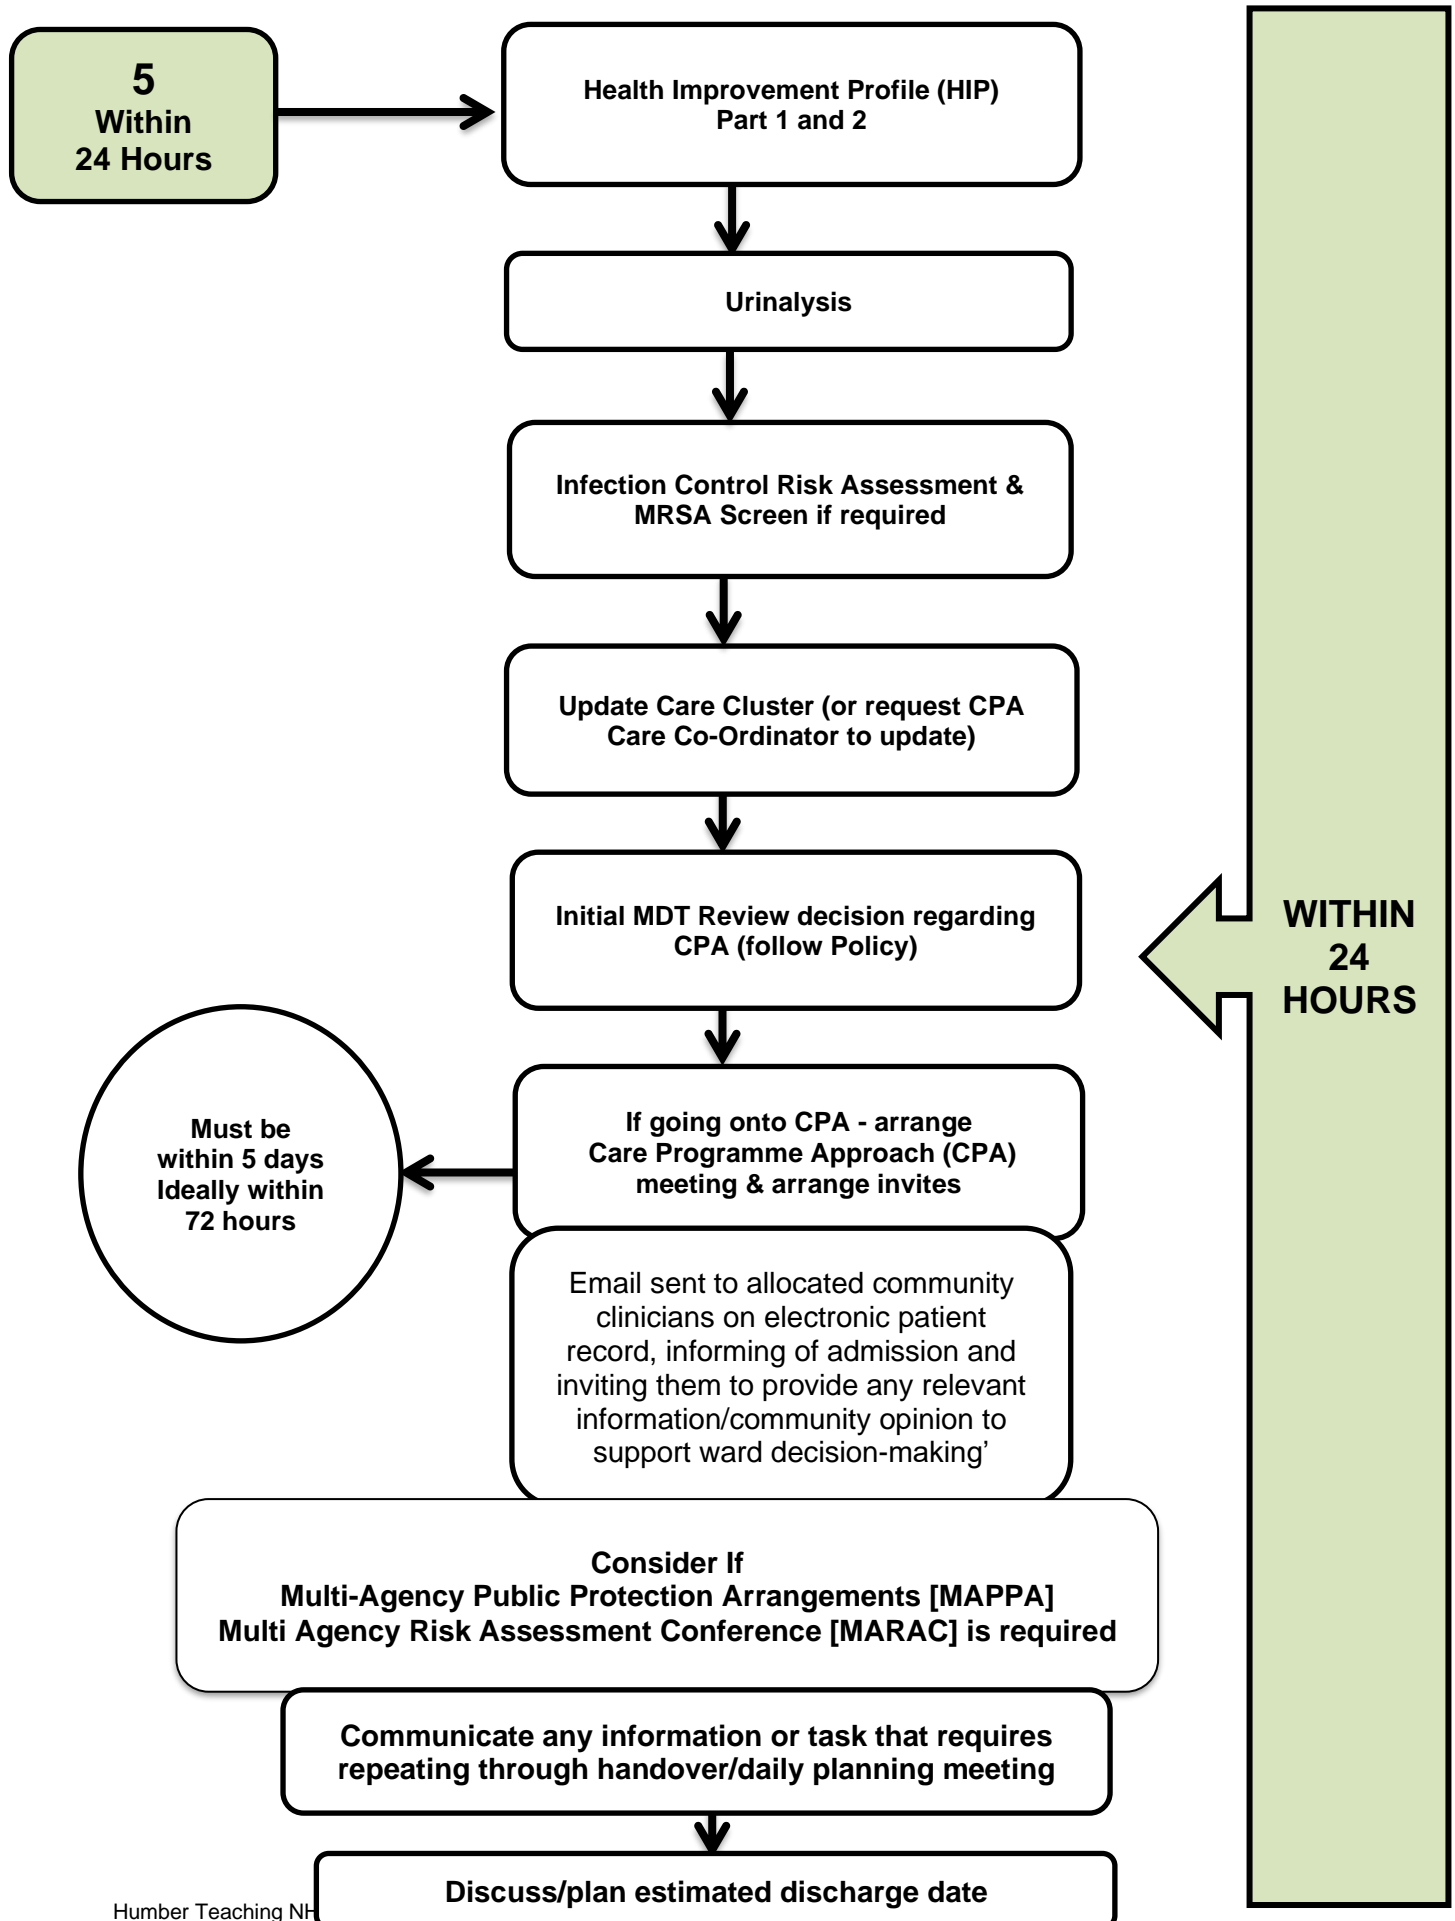 5
Within
24 Hours
Health Improvement Profile (HIP)
Part 1 and 2
Urinalysis
Infection Control Risk Assessment &
MRSA Screen if required
Update Care Cluster (or request CPA
Care Co-Ordinator to update)
Initial MDT Review decision regarding
CPA (follow Policy)
WITHIN
24
HOURS
If going onto CPA - arrange
Care Programme Approach (CPA)
meeting & arrange invites
Must be
within 5 days
Ideally within
72 hours
Email sent to allocated community
clinicians on electronic patient
record, informing of admission and
inviting them to provide any relevant
information/community opinion to
support ward decision-making’
Consider If
Multi-Agency Public Protection Arrangements [MAPPA]
Multi Agency Risk Assessment Conference [MARAC] is required
Communicate any information or task that requires
repeating through handover/daily planning meeting
Discuss/plan estimated discharge date
Humber Teaching NH